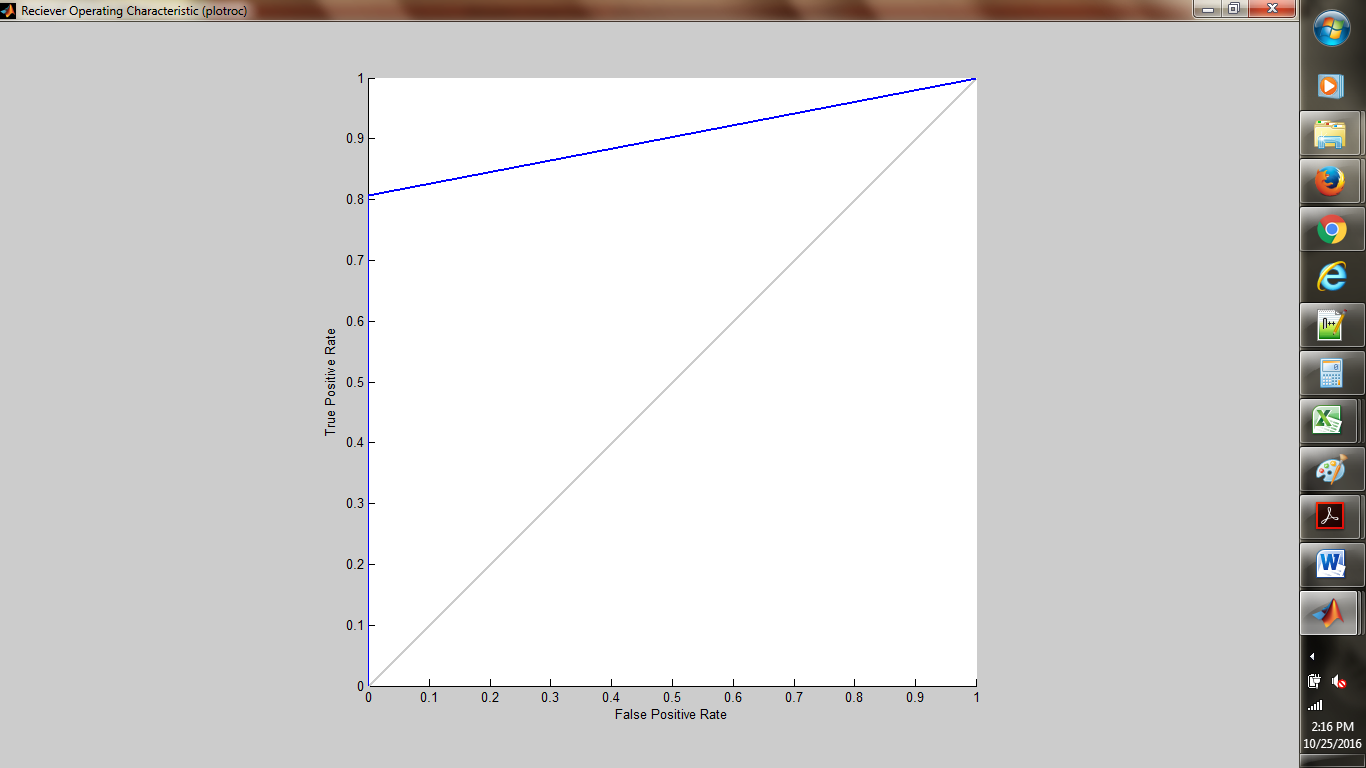 Reciever Operating Characteristic (plotroc)
1
0.9
0.8
0.7
0.6
0.5
0.4
0.3
0.2
0.1
0
True Positive Rate
0 0.1 0.2 0.3 0.4 0.5 0.6 0.7 0.8 0.9 1
False Positive Rate
2:16 PM
10/25/2016